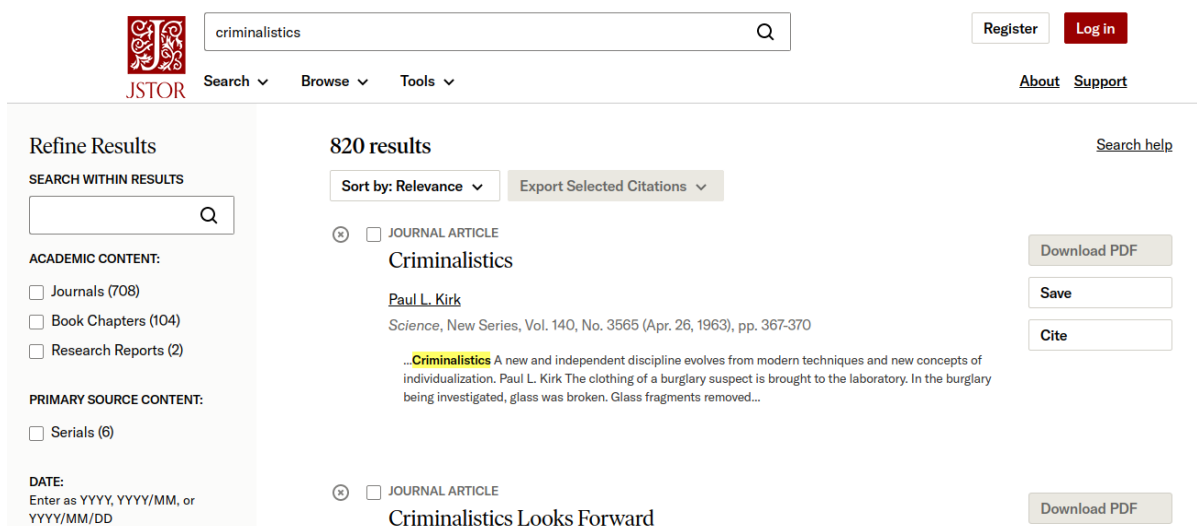 criminalistics
Register
Log in
JSTOR
Search
Browse
Tools
About
Support
Refine Results
SEARCH WITHIN RESULTS
ACADEMIC CONTENT:
Journals (708)
Book Chapters (104)
Research Reports (2)
PRIMARY SOURCE CONTENT:
Serials (6)
DATE:
Enter as YYYY, YYYY/MM, or
YYYY/MM/DD
820 results
Search help
Sort by: Relevance
Export Selected Citations
JOURNAL ARTICLE
Criminalistics
Paul L. Kirk
Science, New Series, Vol. 140, No. 3565 (Apr. 26, 1963), pp. 367-370
...Criminalistics A new and independent discipline evolves from modern techniques and new concepts of
individualization. Paul L. Kirk The clothing of a burglary suspect is brought to the laboratory. In the burglary
being investigated, glass was broken. Glass fragments removed...
Download PDF
Save
Cite
JOURNAL ARTICLE
Criminalistics Looks Forward
Download PDF